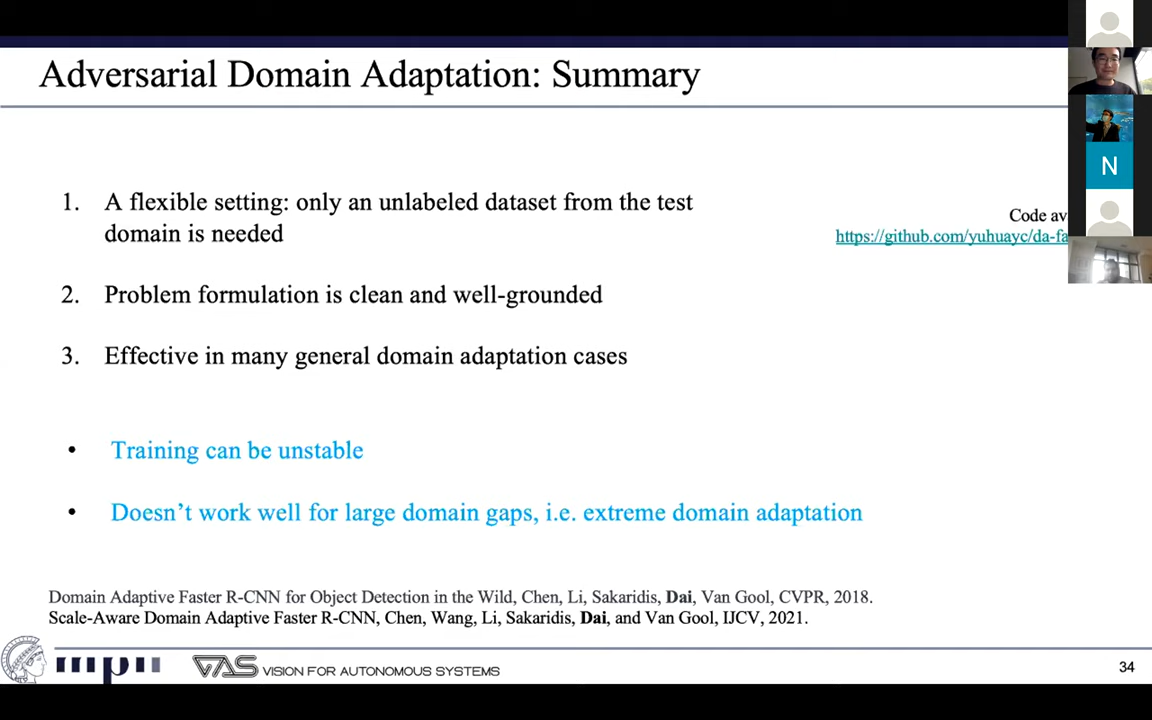 Adversarial Domain Adaptation: Summary
N
1. A flexible setting: only an unlabeled dataset from the test
domain is needed
Code av
https://github.com/yuhuayc/da-fa
2. Problem formulation is clean and well-grounded
3. Effective in many general domain adaptation cases
• Training can be unstable
• Doesn't work well for large domain gaps, i.e. extreme domain adaptation
Domain Adaptive Faster R-CNN for Object Detection in the Wild, Chen, Li, Sakaridis, Dai, Van Gool, CVPR, 2018.
Scale-Aware Domain Adaptive Faster R-CNN, Chen, Wang, Li, Sakaridis, Dai, and Van Gool, IJCV, 2021.
mpii VAS VISION FOR AUTONOMOUS SYSTEMS
34